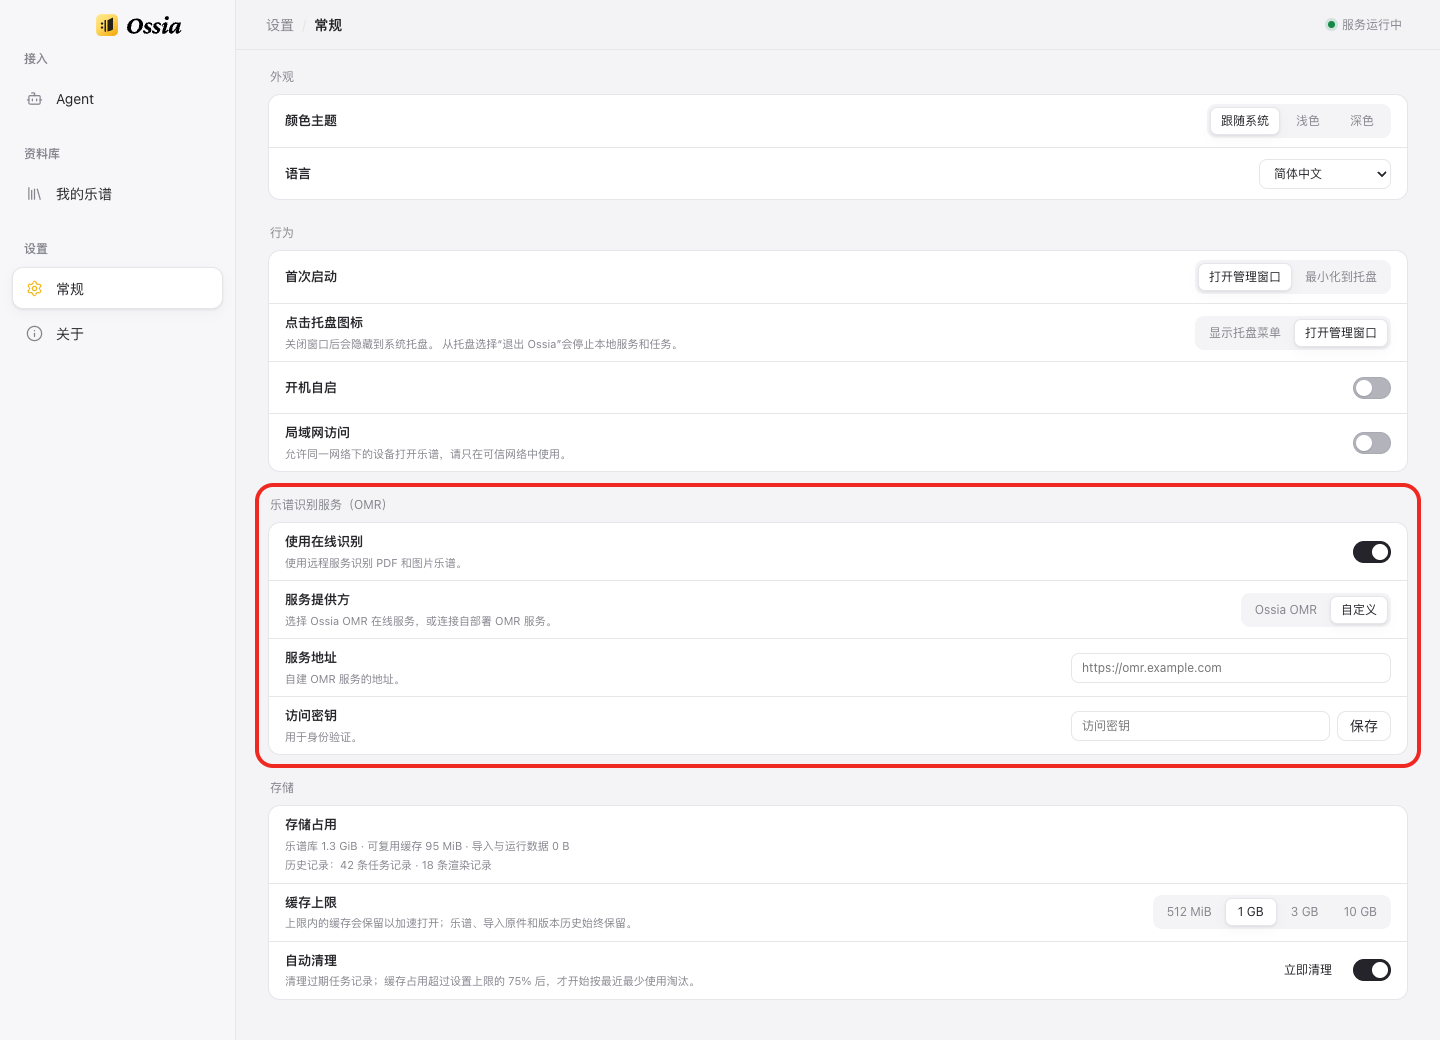 Ossia
接入
Agent
资料库
我的乐谱
设置
常规
关于
设置 / 常规
服务运行中
外观
颜色主题
跟随系统 浅色 深色
语言
简体中文
行为
首次启动
打开管理窗口 最小化到托盘
点击托盘图标
关闭窗口后会隐藏到系统托盘。 从托盘选择“退出 Ossia”会停止本地服务和任务。
显示托盘菜单 打开管理窗口
开机自启
局域网访问
允许同一网络下的设备打开乐谱，请只在可信网络中使用。
乐谱识别服务（OMR）
使用在线识别
使用远程服务识别 PDF 和图片乐谱。
服务提供方
选择 Ossia OMR 在线服务，或连接自部署 OMR 服务。
Ossia OMR 自定义
服务地址
自建 OMR 服务的地址。
https://omr.example.com
访问密钥
用于身份验证。
访问密钥 保存
存储
存储占用
乐谱库 1.3 GiB · 可复用缓存 95 MiB · 导入与运行数据 0 B
历史记录：42 条任务记录 · 18 条渲染记录
缓存上限
上限内的缓存会保留以加速打开；乐谱、导入原件和版本历史始终保留。
512 MiB 1 GB 3 GB 10 GB
自动清理
清理过期任务记录；缓存占用超过设置上限的 75% 后，才开始按最近最少使用淘汰。
立即清理